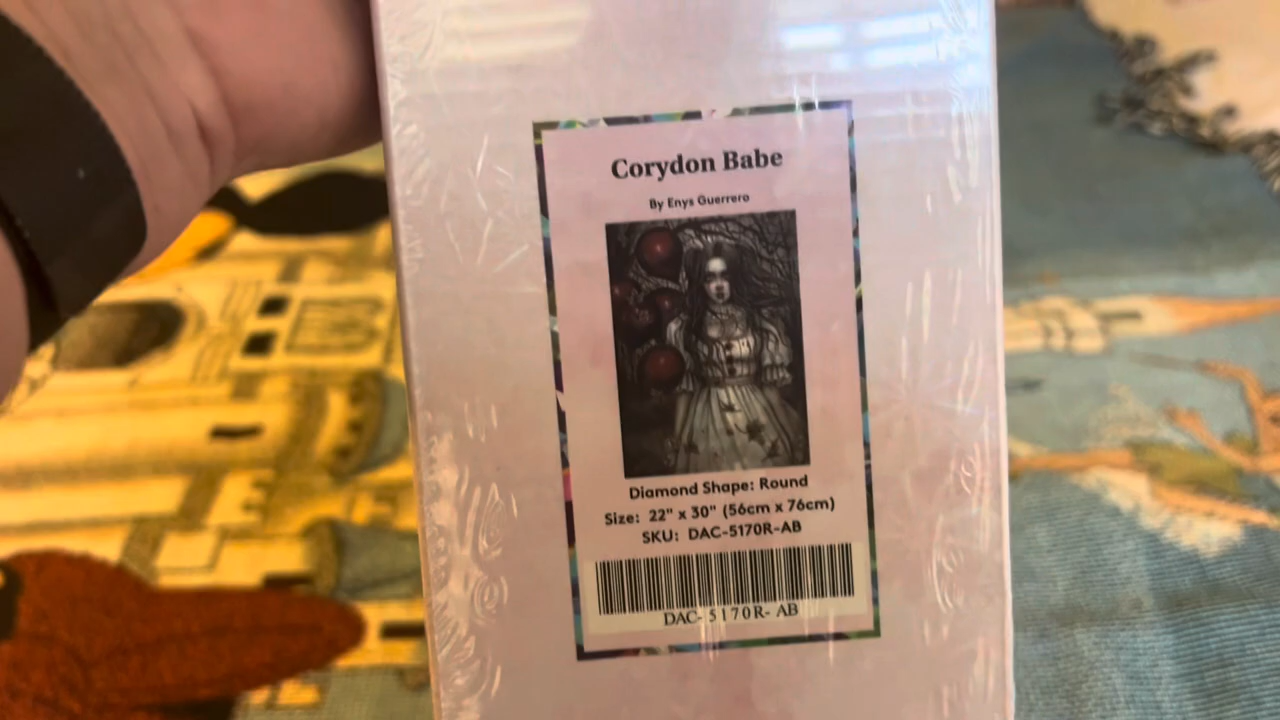 Corydon Babe
By Enys Guerrero
Diamond Shape: Round
Size: 22" x 30" (56cm x 76cm)
SKU: DAC-5170R-AB
DAC- 5170R- AB